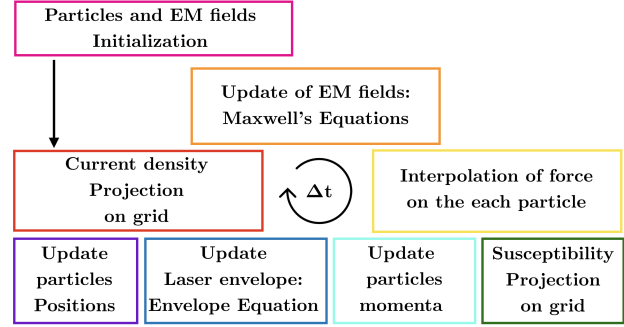 Particles and EM fields
Initialization
Update of EM fields:
Maxwell's Equations
Current density
Projection
on grid
Δt
Interpolation of force
on the each particle
Update
particles
Positions
Update
Laser envelope:
Envelope Equation
Update
particles
momenta
Susceptibility
Projection
on grid